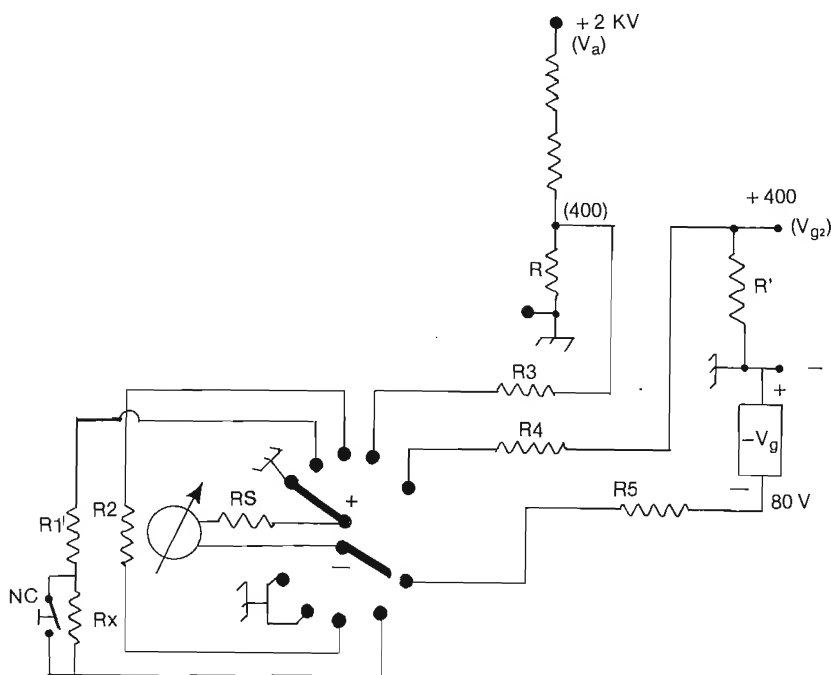 + 2 KV
(Va)
(400)
+ 400
(Vg2)
R
R'
R3
R4
R5
+
−
−Vg
−
80 V
R1'
R2
RS
+
−
NC
Rx